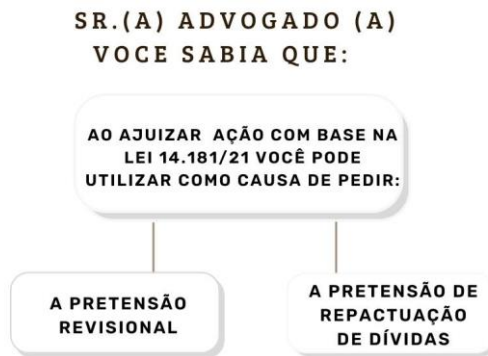 SR.(A) ADVOGADO (A)
VOCE SABIA QUE:
AO AJUIZAR AÇÃO COM BASE NA
LEI 14.181/21 VOCÊ PODE
UTILIZAR COMO CAUSA DE PEDIR:
A PRETENSÃO
REVISIONAL
A PRETENSÃO DE
REPACTUAÇÃO
DE DÍVIDAS